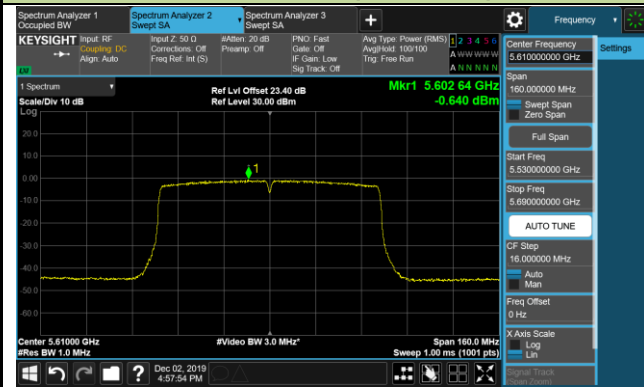 Spectrum Analyzer 1
Occupied BW
Spectrum Analyzer 2
Swept SA
Spectrum Analyzer 3
Swept SA
Frequency
KEYSIGHT
Input: RF
Coupling: DC
Align: Auto
Input Z: 50 Ω
Corrections: Off
Freq Ref: Int (S)
#Atten: 20 dB
Preamp: Off
PNO: Fast
Gate: Off
IF Gain: Low
Sig Track: Off
Avg Type: Power (RMS)
Avg|Hold: 100/100
Trig: Free Run
1 2 3 4 5 6
A W W W W W
A N N N N N
1 Spectrum
Scale/Div 10 dB
Ref Lvl Offset 23.40 dB
Ref Level 30.00 dBm
Mkr1 5.602 64 GHz
-0.640 dBm
Log
20.0
10.0
0.00
-10.0
-20.0
-30.0
-40.0
-50.0
-60.0
1
Center 5.61000 GHz
#Res BW 1.0 MHz
#Video BW 3.0 MHz*
Span 160.0 MHz
Sweep 1.00 ms (1001 pts)
Dec 02, 2019
4:57:54 PM
Settings
Center Frequency
5.610000000 GHz
Span
160.000000 MHz
Swept Span
Zero Span
Full Span
Start Freq
5.530000000 GHz
Stop Freq
5.690000000 GHz
AUTO TUNE
CF Step
16.000000 MHz
Auto
Man
Freq Offset
0 Hz
X Axis Scale
Log
Lin
Signal Track
(Span Zoom)